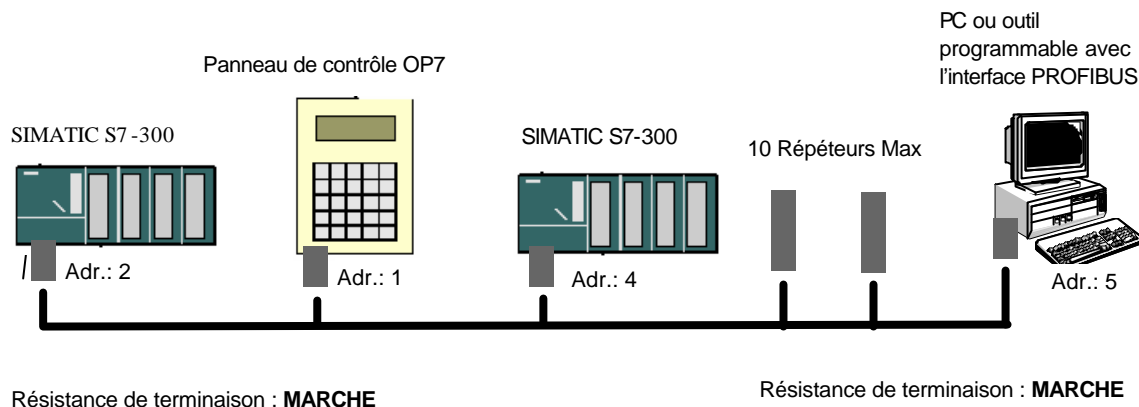 PC ou outil
programmable avec
l'interface PROFIBUS
Panneau de contrôle OP7
SIMATIC S7-300
SIMATIC S7-300
10 Répéteurs Max
/ Adr.: 2
Adr.: 1
Adr.: 4
Adr.: 5
Résistance de terminaison : MARCHE
Résistance de terminaison : MARCHE